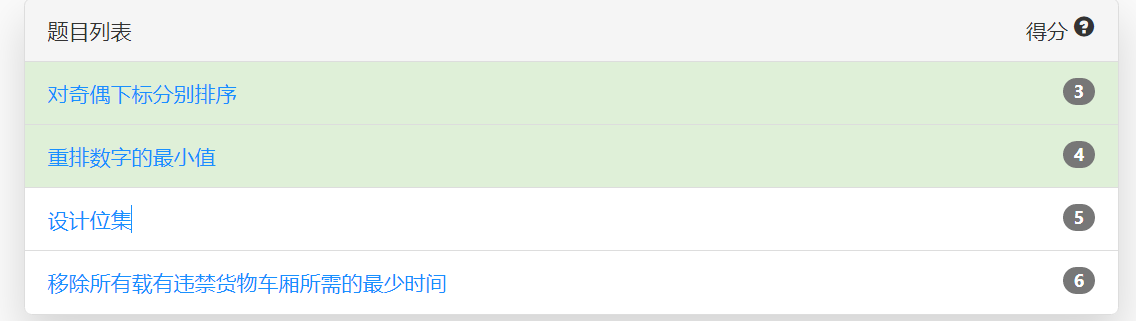 题目列表 得分 ?
对奇偶下标分别排序 3
重排数字的最小值 4
设计位集 5
移除所有载有违禁货物车厢所需的最少时间 6